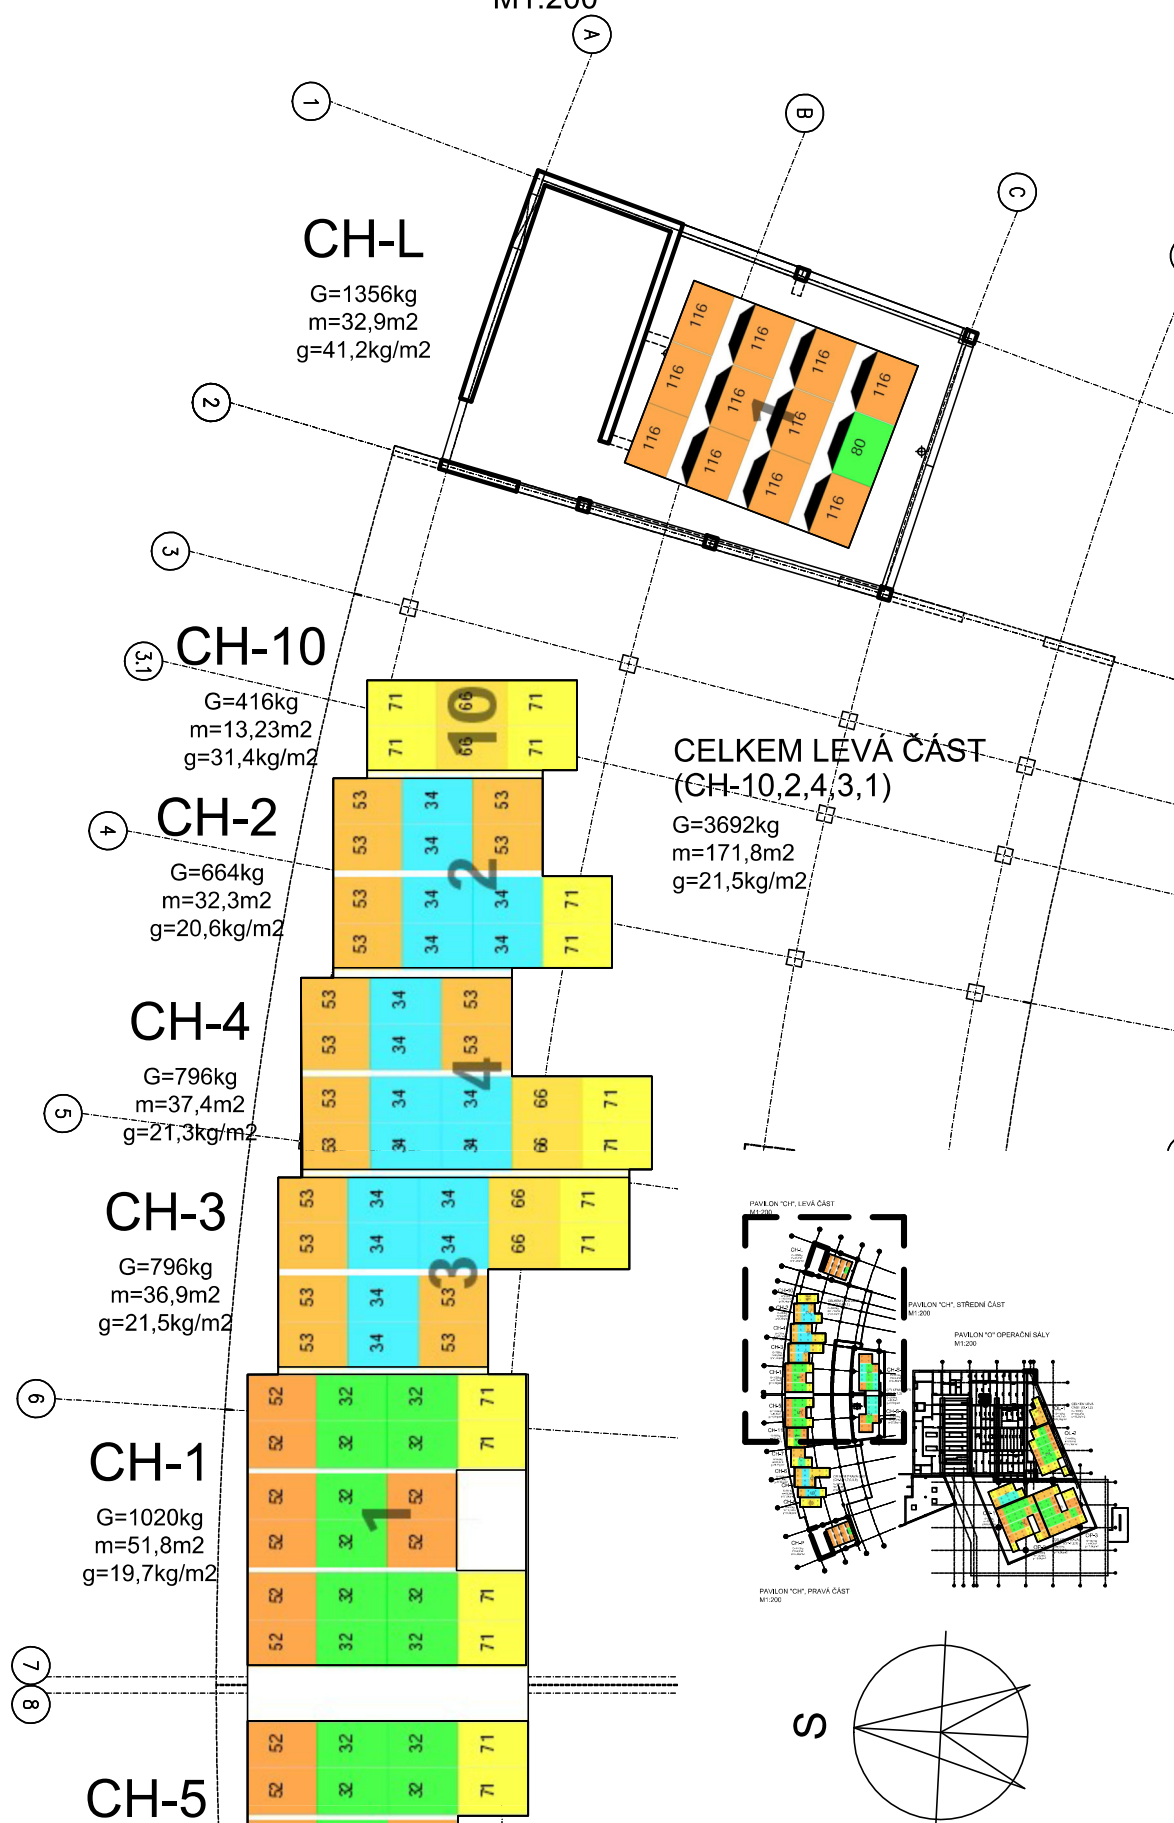 M1:200
A
1
B
C
CH-L
G=1356kg
m=32,9m2
g=41,2kg/m2
116 116 116 116
116 116 116 80
116 116 116 116
1
2
3
3.1
CH-10
G=416kg
m=13,23m2
g=31,4kg/m2
71 66 71
71 66 71
10
CELKEM LEVÁ ČÁST
(CH-10,2,4,3,1)
G=3692kg
m=171,8m2
g=21,5kg/m2
4
CH-2
G=664kg
m=32,3m2
g=20,6kg/m2
53 34 53
53 34 53
2
53 34 34 71
53 34 34 71
CH-4
G=796kg
m=37,4m2
g=21,3kg/m2
5
53 34 53
53 34 53
4
53 34 34 66 71
53 34 34 66 71
CH-3
G=796kg
m=36,9m2
g=21,5kg/m2
53 34 34 66 71
53 34 34 66 71
3
53 34 53
53 34 53
6
CH-1
G=1020kg
m=51,8m2
g=19,7kg/m2
52 32 32 71
52 32 32 71
52 32 52
1
52 32 52
52 32 32 71
52 32 32 71
7
8
CH-5
52 32 32 71
52 32 32 71
PAVILON "CH", LEVÁ ČÁST
M1:200
PAVILON "CH", STŘEDNÍ ČÁST
M1:200
PAVILON "O" OPERAČNÍ SÁLY
M1:200
PAVILON "CH", PRAVÁ ČÁST
M1:200
S